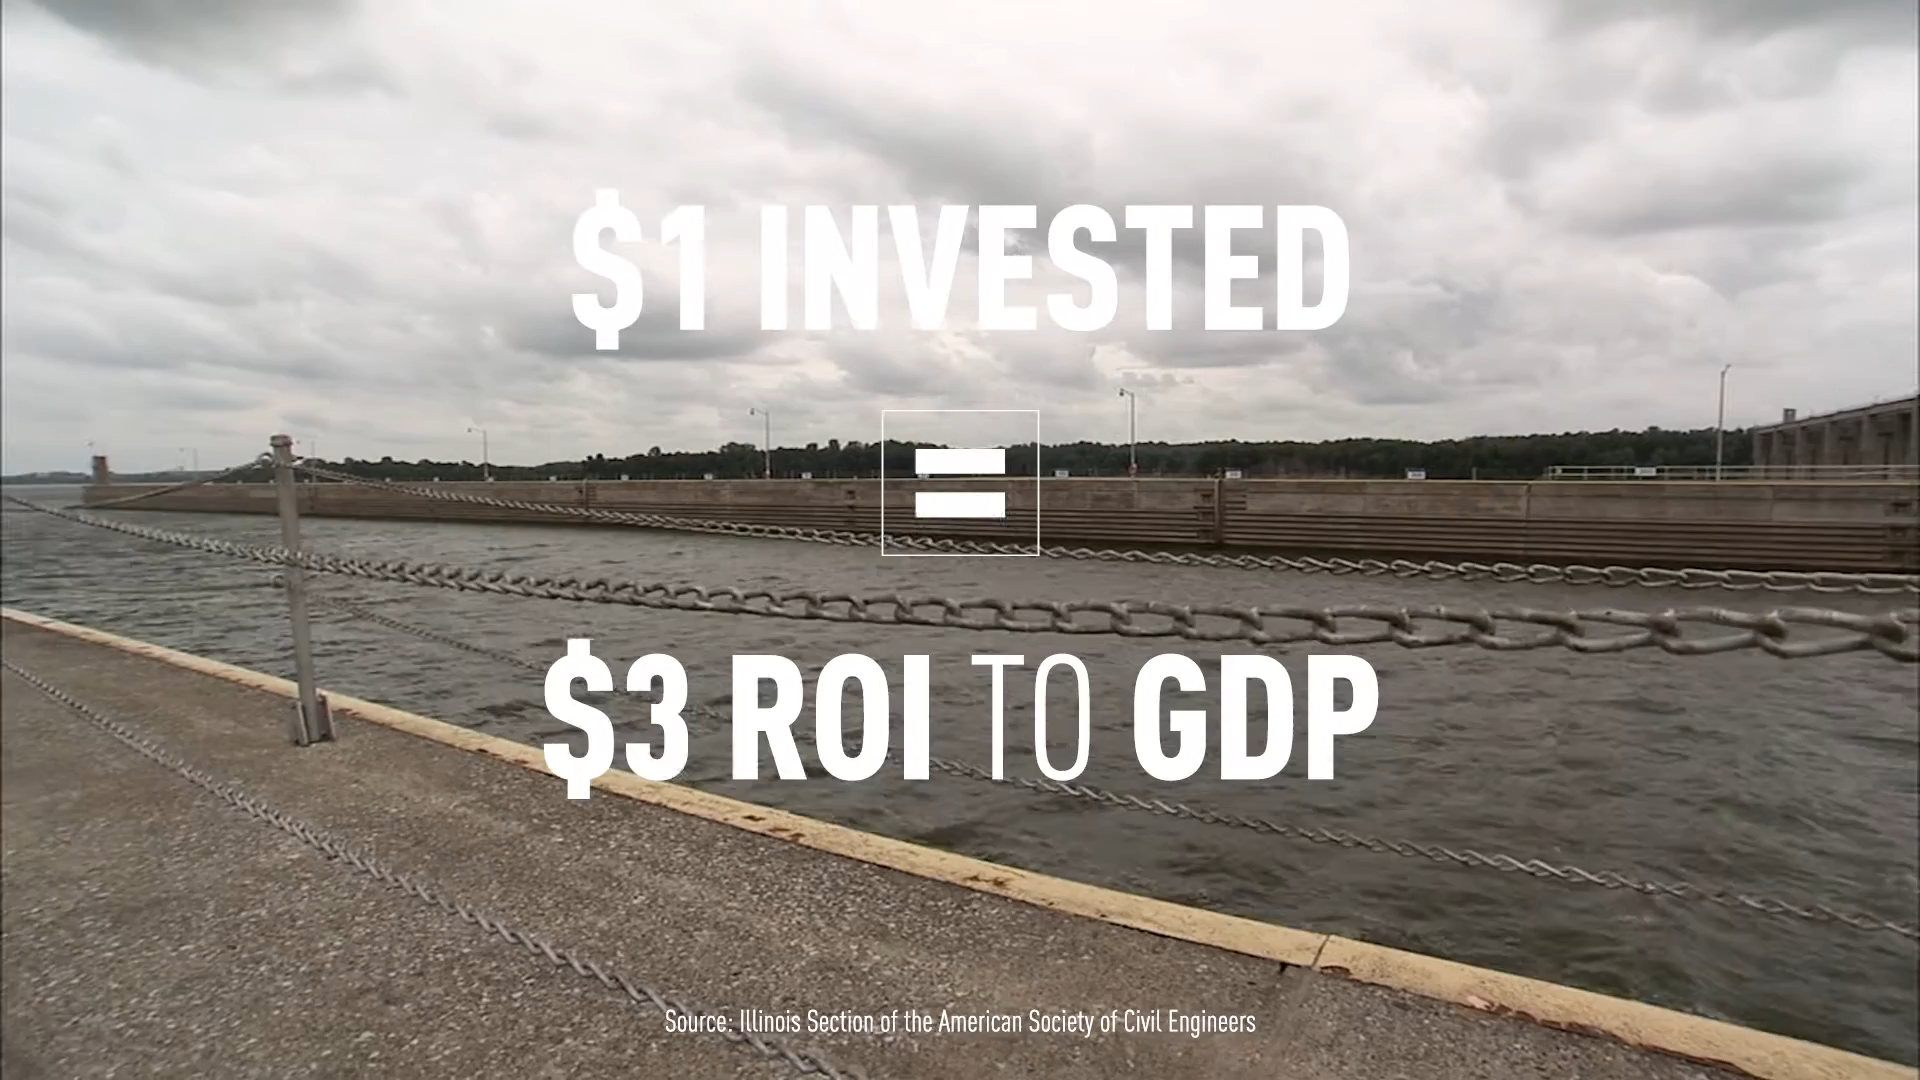 $1 INVESTED
=
$3 ROI TO GDP
Source: Illinois Section of the American Society of Civil Engineers